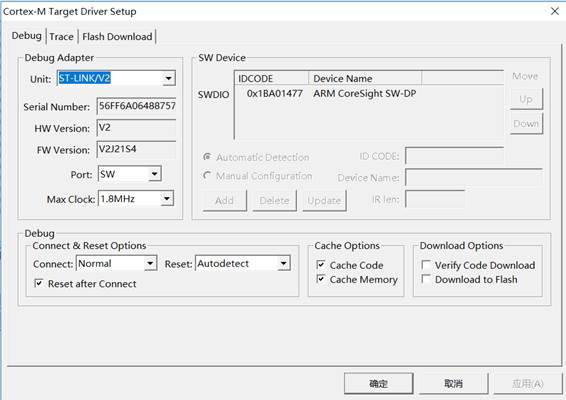 Cortex-M Target Driver Setup
Debug Trace Flash Download
Debug Adapter
Unit: ST-LINK/V2
Serial Number: 56FF6A06488757
HW Version: V2
FW Version: V2J21S4
Port: SW
Max Clock: 1.8MHz
SW Device
IDCODE Device Name
SWDIO 0x1BA01477 ARM CoreSight SW-DP
Move
Up
Down
Automatic Detection
Manual Configuration
ID CODE:
Device Name:
Add Delete Update
IR len:
Debug
Connect & Reset Options
Connect: Normal Reset: Autodetect
Reset after Connect
Cache Options
Cache Code
Cache Memory
Download Options
Verify Code Download
Download to Flash
确定 取消 应用(A)